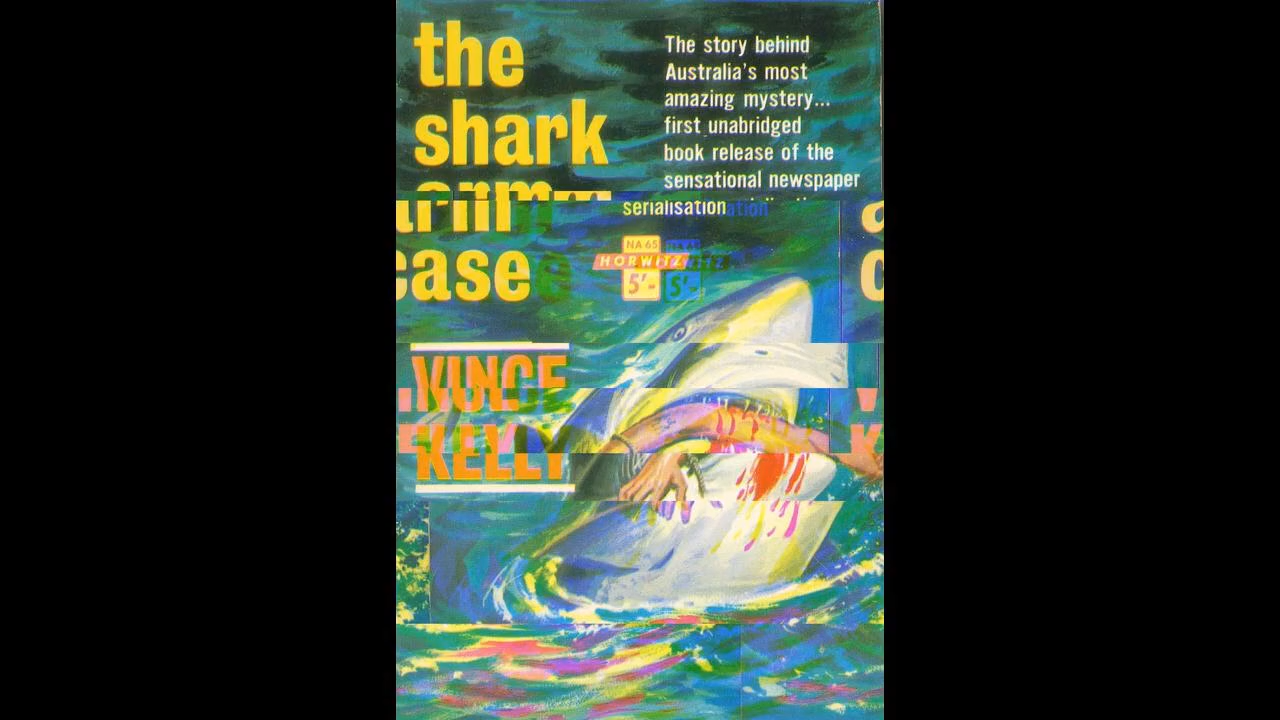 the
shark
arm
case
The story behind
Australia's most
amazing mystery...
first unabridged
book release of the
sensational newspaper
serialisation
NA 65
HORWITZ
5'-
VINCE
KELLY